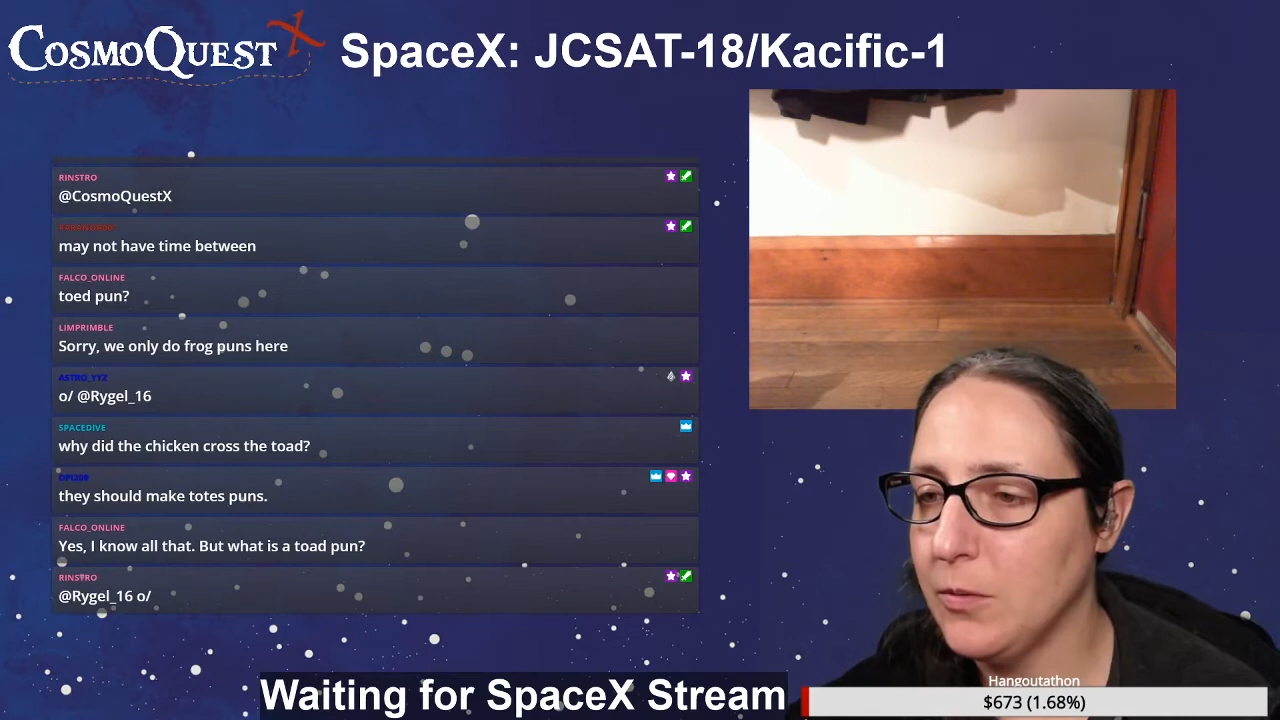 CosmoQuest X
SpaceX: JCSAT-18/Kacific-1
RINSTRO
@CosmoQuestX
may not have time between
FALCO_ONLINE
toed pun?
LIMPRIMBLE
Sorry, we only do frog puns here
ASTRO_YYZ
o/ @Rygel_16
SPACEDIVE
why did the chicken cross the toad?
they should make totes puns.
FALCO_ONLINE
Yes, I know all that. But what is a toad pun?
RINSTRO
@Rygel_16 o/
Waiting for SpaceX Stream
Hangoutathon
$673 (1.68%)